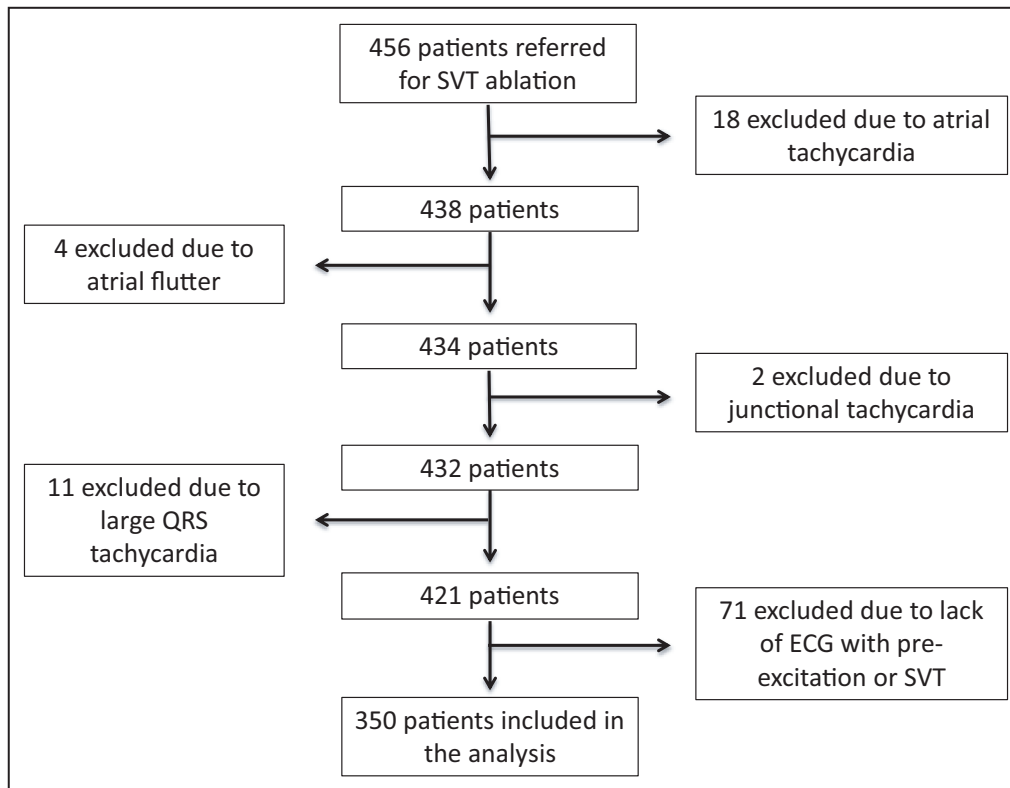 456 patients referred
for SVT ablation
18 excluded due to atrial
tachycardia
438 patients
4 excluded due to
atrial flutter
434 patients
2 excluded due to
junctional tachycardia
432 patients
11 excluded due to
large QRS
tachycardia
421 patients
71 excluded due to lack
of ECG with pre-
excitation or SVT
350 patients included in
the analysis